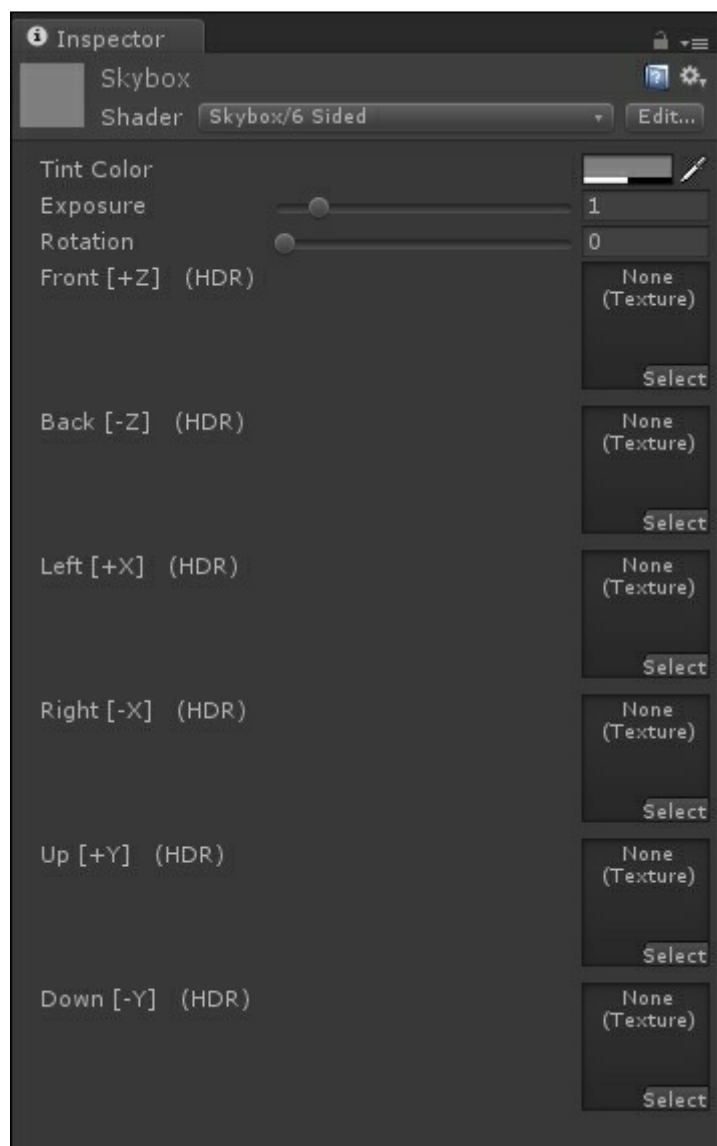 Inspector
Skybox
Shader Skybox/6 Sided Edit...
Tint Color
Exposure 1
Rotation 0
Front [+Z] (HDR) None
(Texture)
Select
Back [-Z] (HDR) None
(Texture)
Select
Left [+X] (HDR) None
(Texture)
Select
Right [-X] (HDR) None
(Texture)
Select
Up [+Y] (HDR) None
(Texture)
Select
Down [-Y] (HDR) None
(Texture)
Select